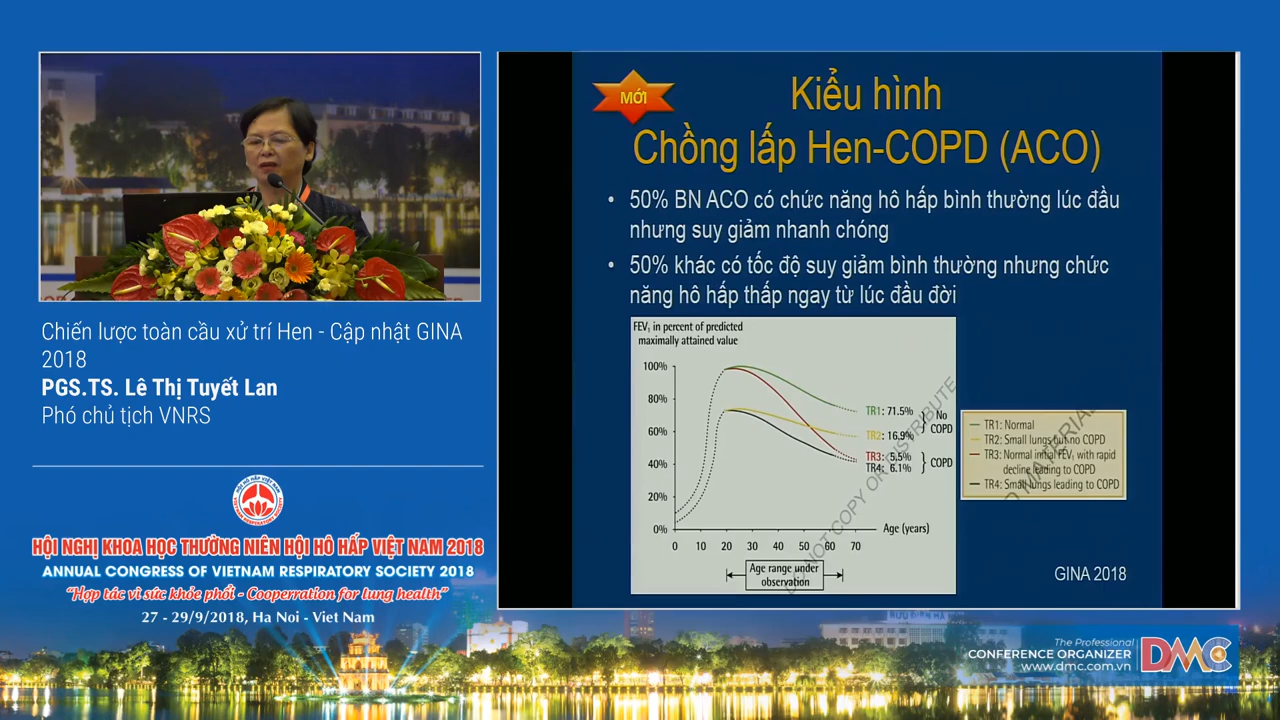 Chiến lược toàn cầu xử trí Hen - Cập nhật GINA
2018
PGS.TS. Lê Thị Tuyết Lan
Phó chủ tịch VNRS
HỘI NGHỊ KHOA HỌC THƯỜNG NIÊN HỘI HÔ HẤP VIỆT NAM 2018
ANNUAL CONGRESS OF VIETNAM RESPIRATORY SOCIETY 2018
“Hợp tác vì sức khỏe phổi - Cooperration for lung health”
27 - 29/9/2018, Ha Noi - Viet Nam
MỚI
Kiểu hình
Chồng lấp Hen-COPD (ACO)
• 50% BN ACO có chức năng hô hấp bình thường lúc đầu
nhưng suy giảm nhanh chóng
• 50% khác có tốc độ suy giảm bình thường nhưng chức
năng hô hấp thấp ngay từ lúc đầu đời
FEV₁ in percent of predicted
maximally attained value
100%
80%
60%
40%
20%
0%
0 10 20 30 40 50 60 70
Age (years)
Age range under
observation
TR1: 71.5%
TR2: 16.9%
No
COPD
TR3: 5.5%
TR4: 6.1%
COPD
TR1: Normal
TR2: Small lungs but no COPD
TR3: Normal initial FEV₁ with rapid
decline leading to COPD
TR4: Small lungs leading to COPD
GINA 2018
The Professional
CONFERENCE ORGANIZER
www.dmc.com.vn
DMC